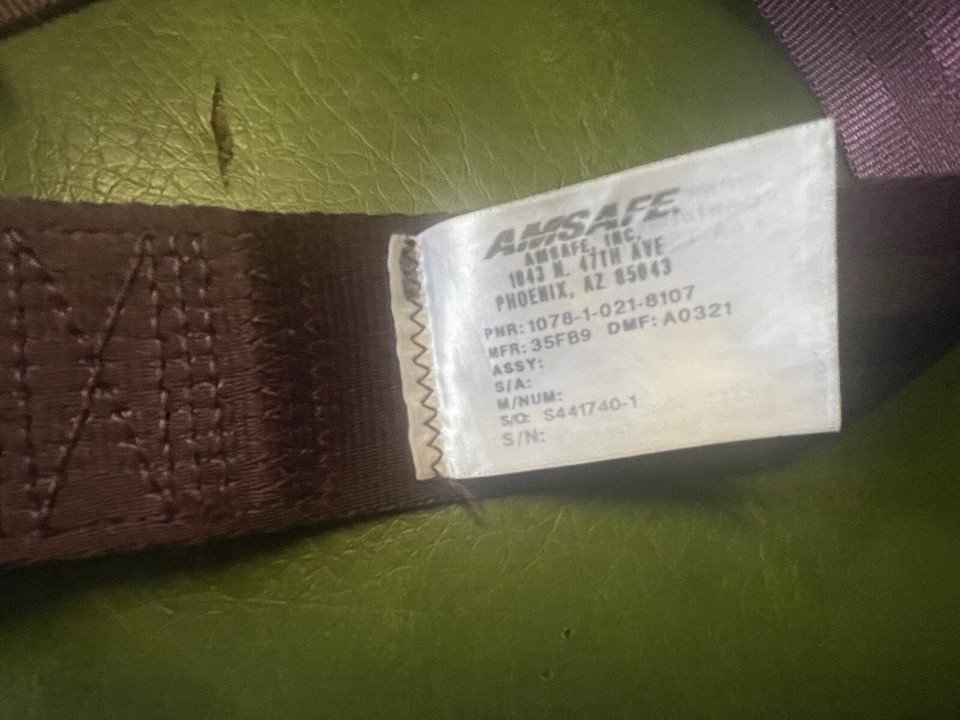 AMSAFE
AMSAFE, INC.
1043 N. 47TH AVE
PHOENIX, AZ 85043
PNR: 1078-1-021-8107
MFR: 35FB9 DMF: A0321
ASSY:
S/A:
M/NUM:
S/O: S441740-1
S/N: